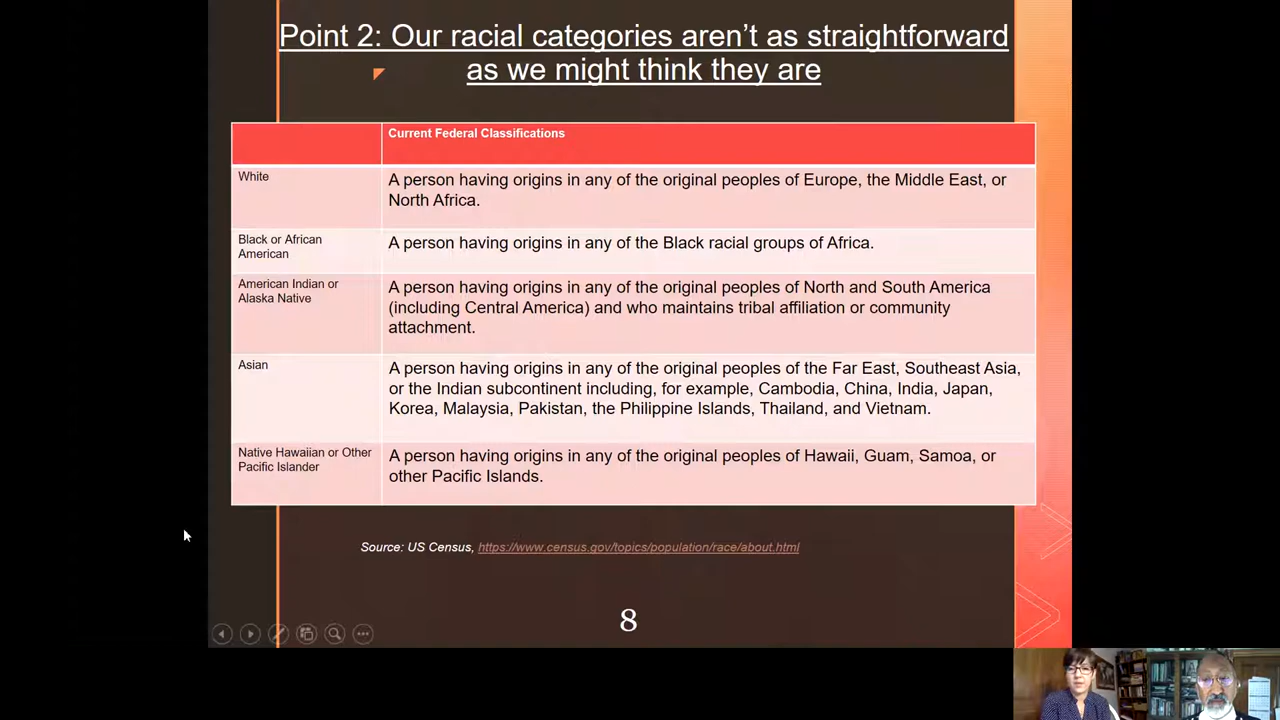 Point 2: Our racial categories aren't as straightforward
as we might think they are
Current Federal Classifications
White
A person having origins in any of the original peoples of Europe, the Middle East, or
North Africa.
Black or African
American
A person having origins in any of the Black racial groups of Africa.
American Indian or
Alaska Native
A person having origins in any of the original peoples of North and South America
(including Central America) and who maintains tribal affiliation or community
attachment.
Asian
A person having origins in any of the original peoples of the Far East, Southeast Asia,
or the Indian subcontinent including, for example, Cambodia, China, India, Japan,
Korea, Malaysia, Pakistan, the Philippine Islands, Thailand, and Vietnam.
Native Hawaiian or Other
Pacific Islander
A person having origins in any of the original peoples of Hawaii, Guam, Samoa, or
other Pacific Islands.
Source: US Census, https://www.census.gov/topics/population/race/about.html
8